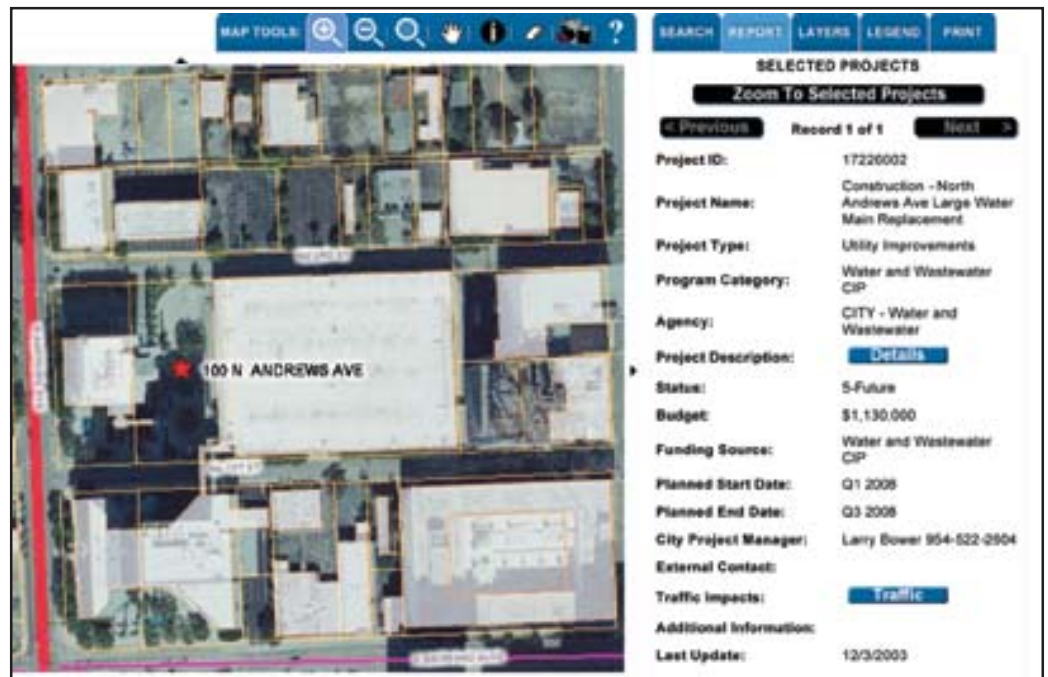 MAP TOOLS: ?
SEARCH REPORT LAYERS LEGEND PRINT
SELECTED PROJECTS
Zoom To Selected Projects
< Previous Record 1 of 1 Next >
Project ID: 17226002
Project Name: Construction - North
Andrews Ave Large Water
Main Replacement
Project Type: Utility Improvements
Program Category: Water and Wastewater
CIP
Agency: CITY - Water and
Wastewater
Project Description: Details
Status: 5-Future
Budget: $1,130,000
Funding Source: Water and Wastewater
CIP
Planned Start Date: Q1 2008
Planned End Date: Q3 2008
City Project Manager: Larry Bower 954-522-2604
External Contact:
Traffic Impacts: Traffic
Additional Information:
Last Update: 12/3/2003
100 N ANDREWS AVE